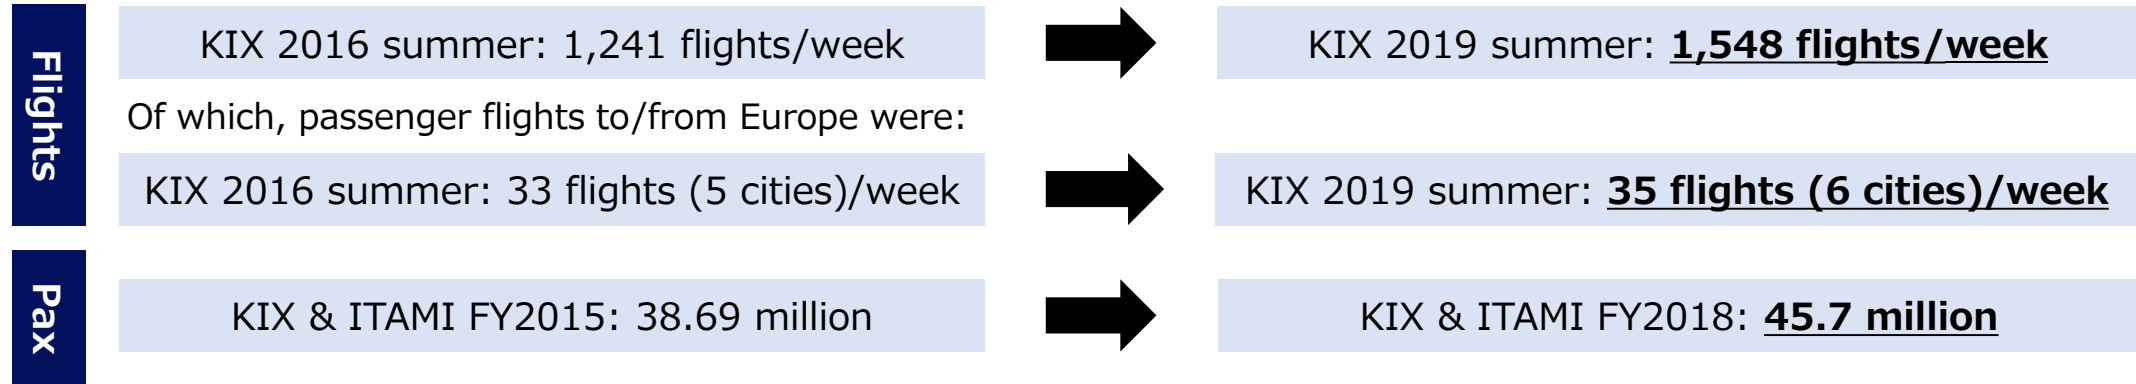 Flights
KIX 2016 summer: 1,241 flights/week
KIX 2019 summer: 1,548 flights/week
Of which, passenger flights to/from Europe were:
KIX 2016 summer: 33 flights (5 cities)/week
KIX 2019 summer: 35 flights (6 cities)/week
Pax
KIX & ITAMI FY2015: 38.69 million
KIX & ITAMI FY2018: 45.7 million